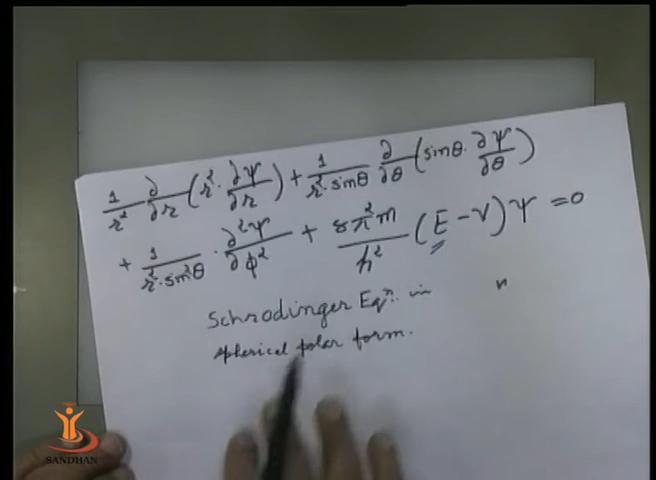 1/r² ∂/∂r (r² · ∂Ψ/∂r) + 1/r²·sinθ ∂/∂θ (sinθ · ∂Ψ/∂θ)
+ 1/r²·sin²θ · ∂²Ψ/∂ϕ² + 8π²m/h² (E - V) Ψ = 0
Schrodinger Eqⁿ. in
spherical polar form.
SANDHAN